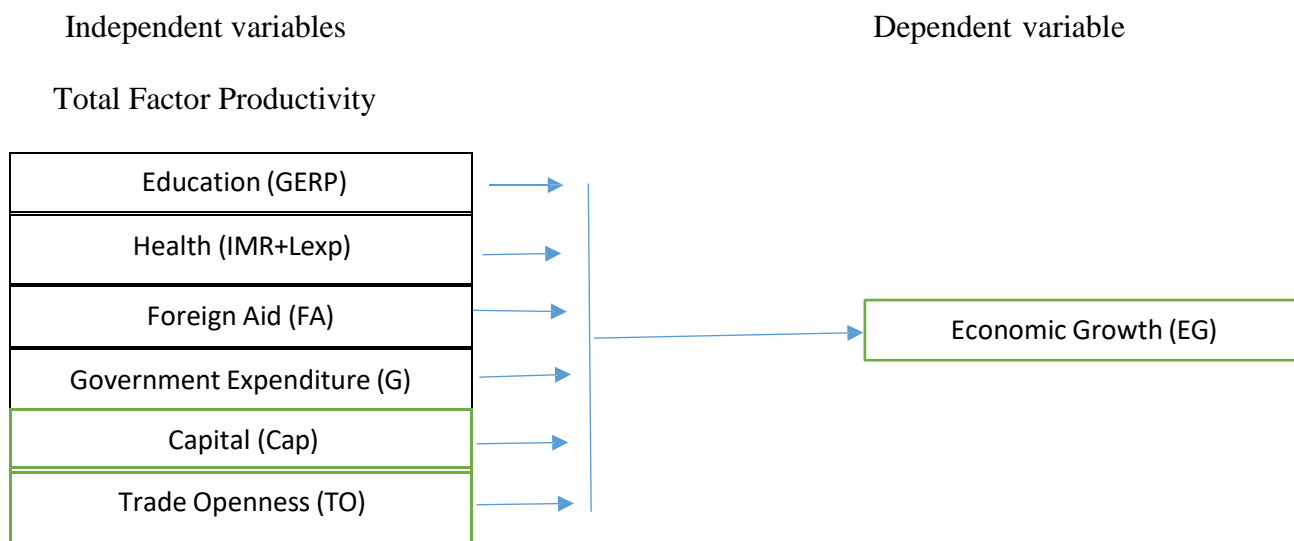 Independent variables
Dependent variable
Total Factor Productivity
Education (GERP)
Health (IMR+Lexp)
Foreign Aid (FA)
Government Expenditure (G)
Capital (Cap)
Trade Openness (TO)
Economic Growth (EG)